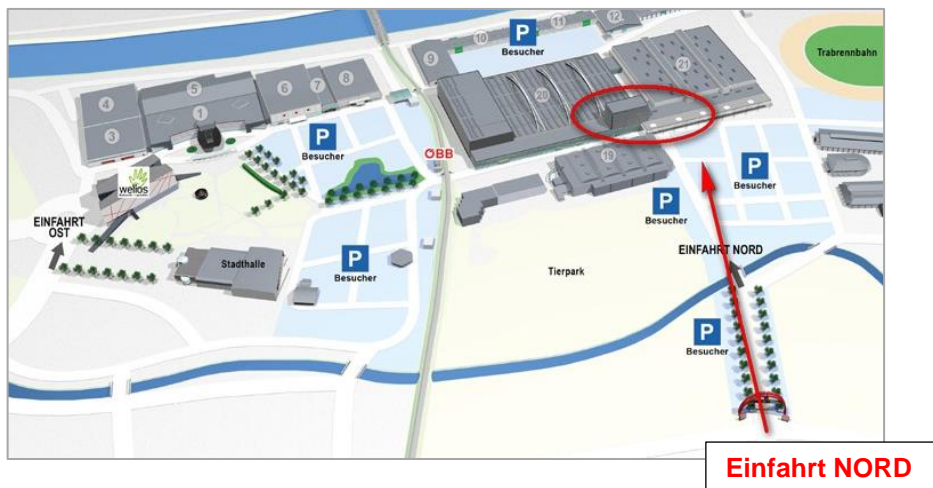 P
Besucher
11
12
10
9
Trabrennbahn
8
7
6
5
4
21
20
1
3
P
Besucher
ÖBB
19
P
Besucher
welios
P
Besucher
EINFAHRT
OST
EINFAHRT NORD
P
Besucher
Stadthalle
Tierpark
P
Besucher
Einfahrt NORD